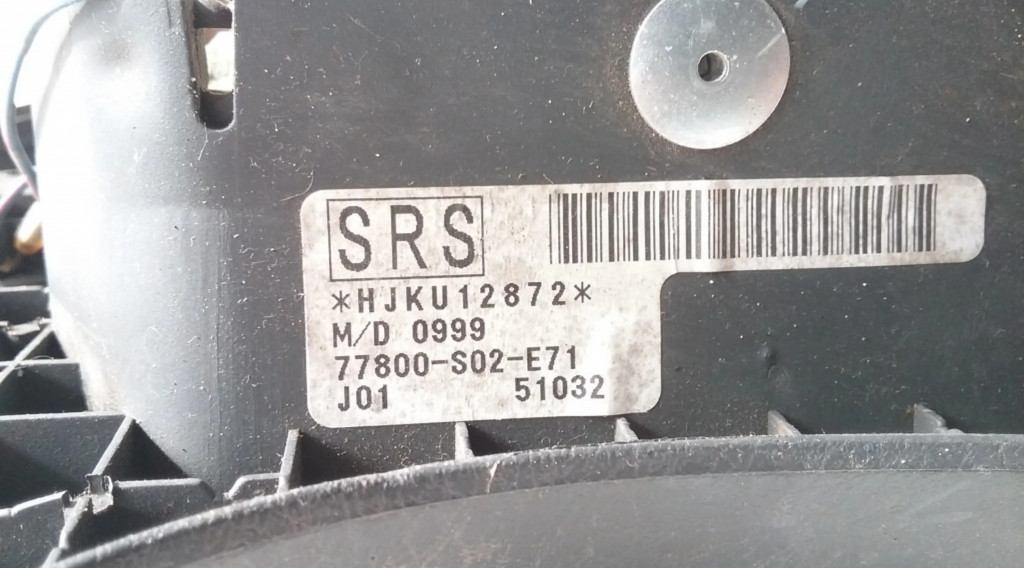 SRS
*HJKU12872*
M/D 0999
77800-S02-E71
J01 51032